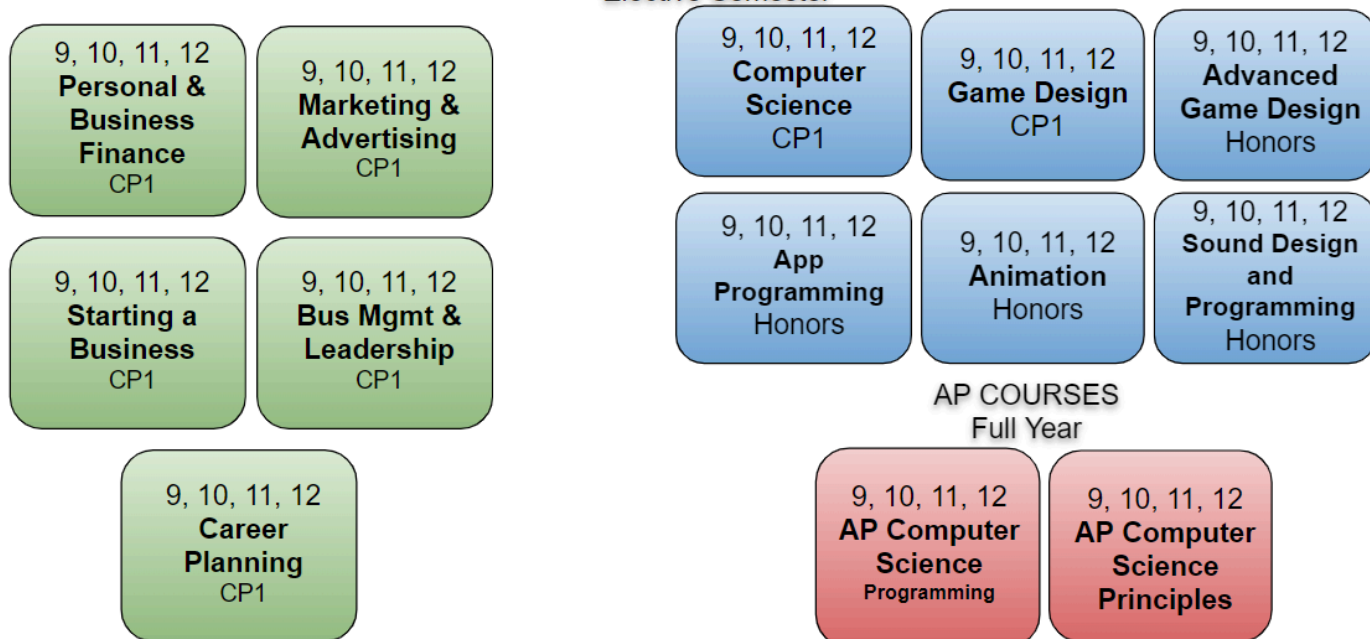 Elective Semester
9, 10, 11, 12
Personal &
Business
Finance
CP1
9, 10, 11, 12
Marketing &
Advertising
CP1
9, 10, 11, 12
Starting a
Business
CP1
9, 10, 11, 12
Bus Mgmt &
Leadership
CP1
9, 10, 11, 12
Career
Planning
CP1
9, 10, 11, 12
Computer
Science
CP1
9, 10, 11, 12
Game Design
CP1
9, 10, 11, 12
Advanced
Game Design
Honors
9, 10, 11, 12
App
Programming
Honors
9, 10, 11, 12
Animation
Honors
9, 10, 11, 12
Sound Design
and
Programming
Honors
AP COURSES
Full Year
9, 10, 11, 12
AP Computer
Science
Programming
9, 10, 11, 12
AP Computer
Science
Principles